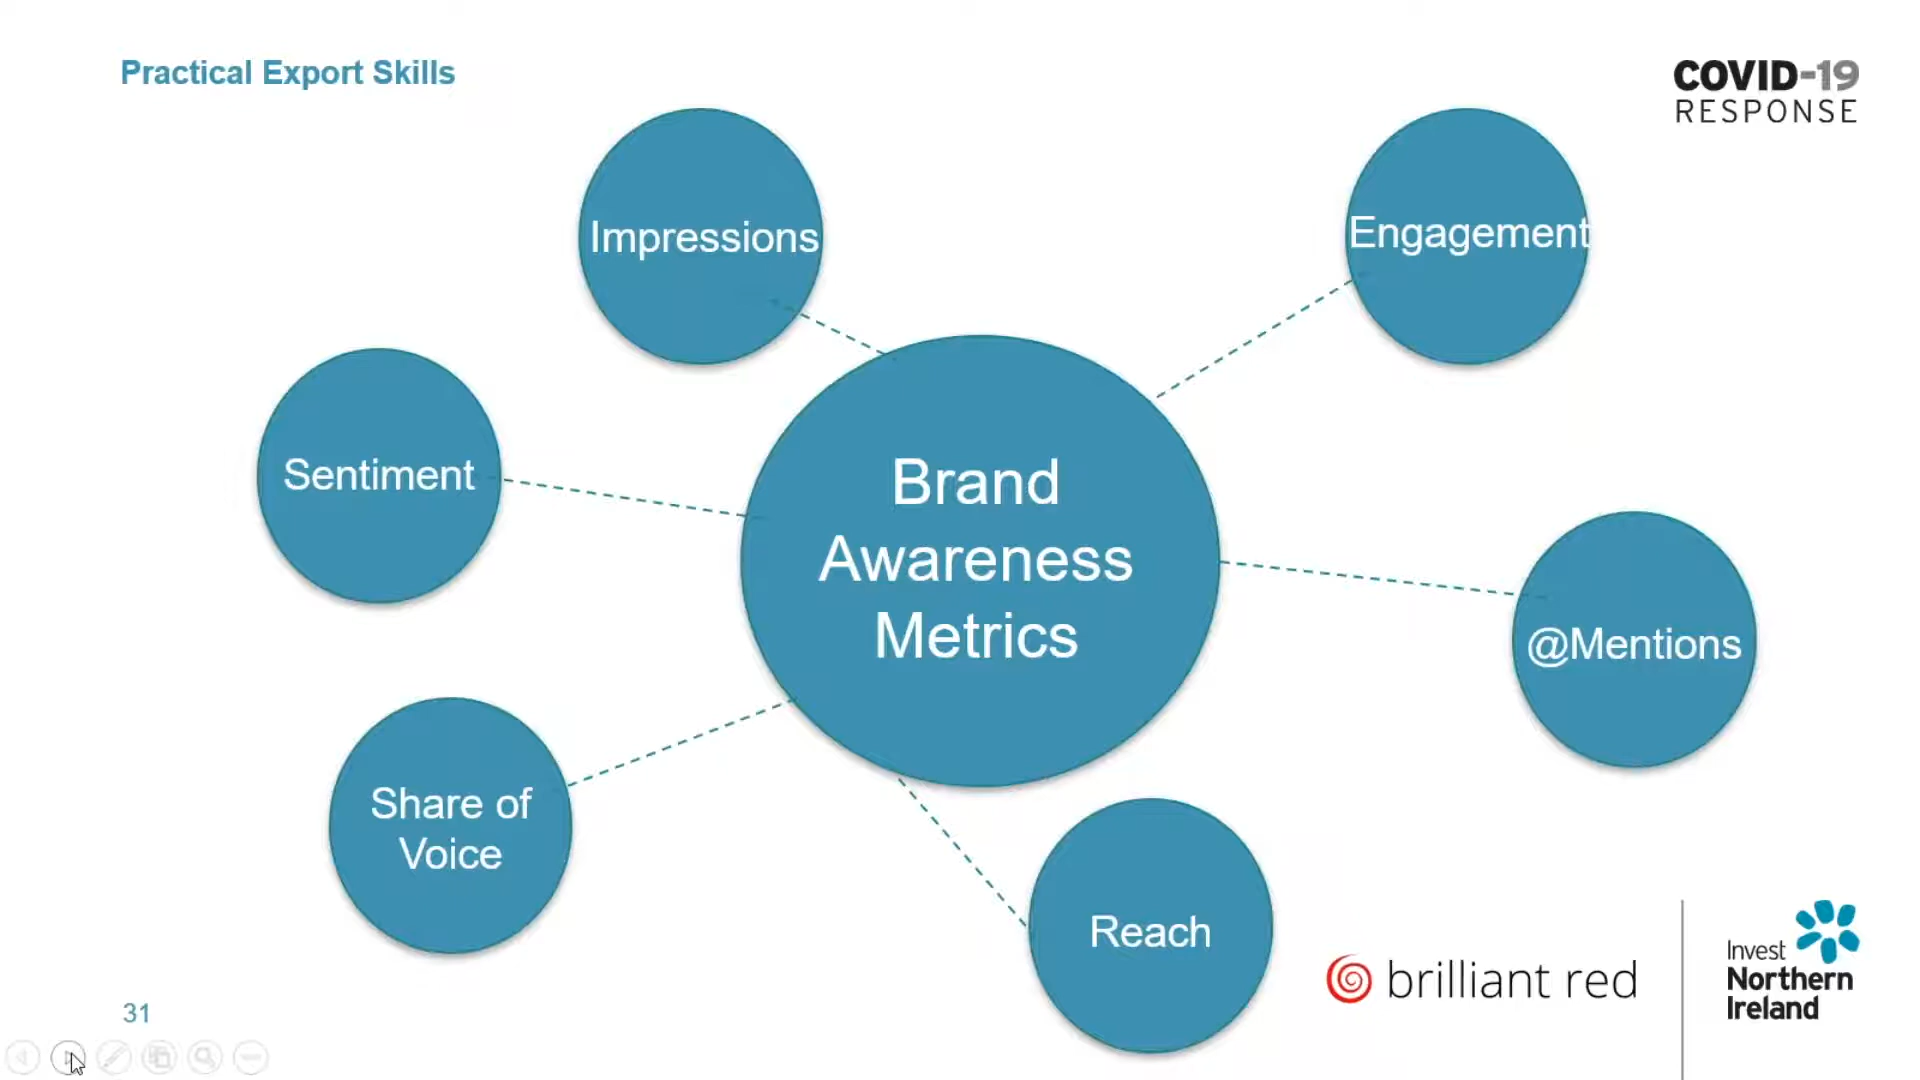 Practical Export Skills
COVID-19
RESPONSE
Impressions
Engagement
Sentiment
Brand
Awareness
Metrics
@Mentions
Share of
Voice
Reach
brilliant red
Invest
Northern
Ireland
31